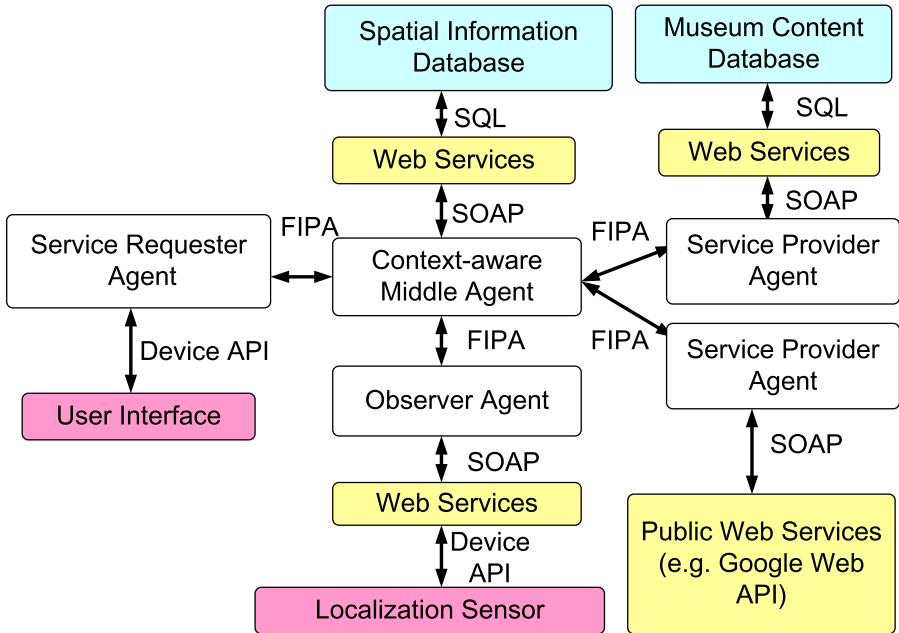 Spatial Information
Database
Museum Content
Database
SQL
SQL
Web Services
Web Services
SOAP
SOAP
Service Requester
Agent
FIPA
Context-aware
Middle Agent
FIPA
Service Provider
Agent
Device API
FIPA
FIPA
Service Provider
Agent
User Interface
Observer Agent
SOAP
SOAP
Web Services
Device
API
Public Web Services
(e.g. Google Web
API)
Localization Sensor